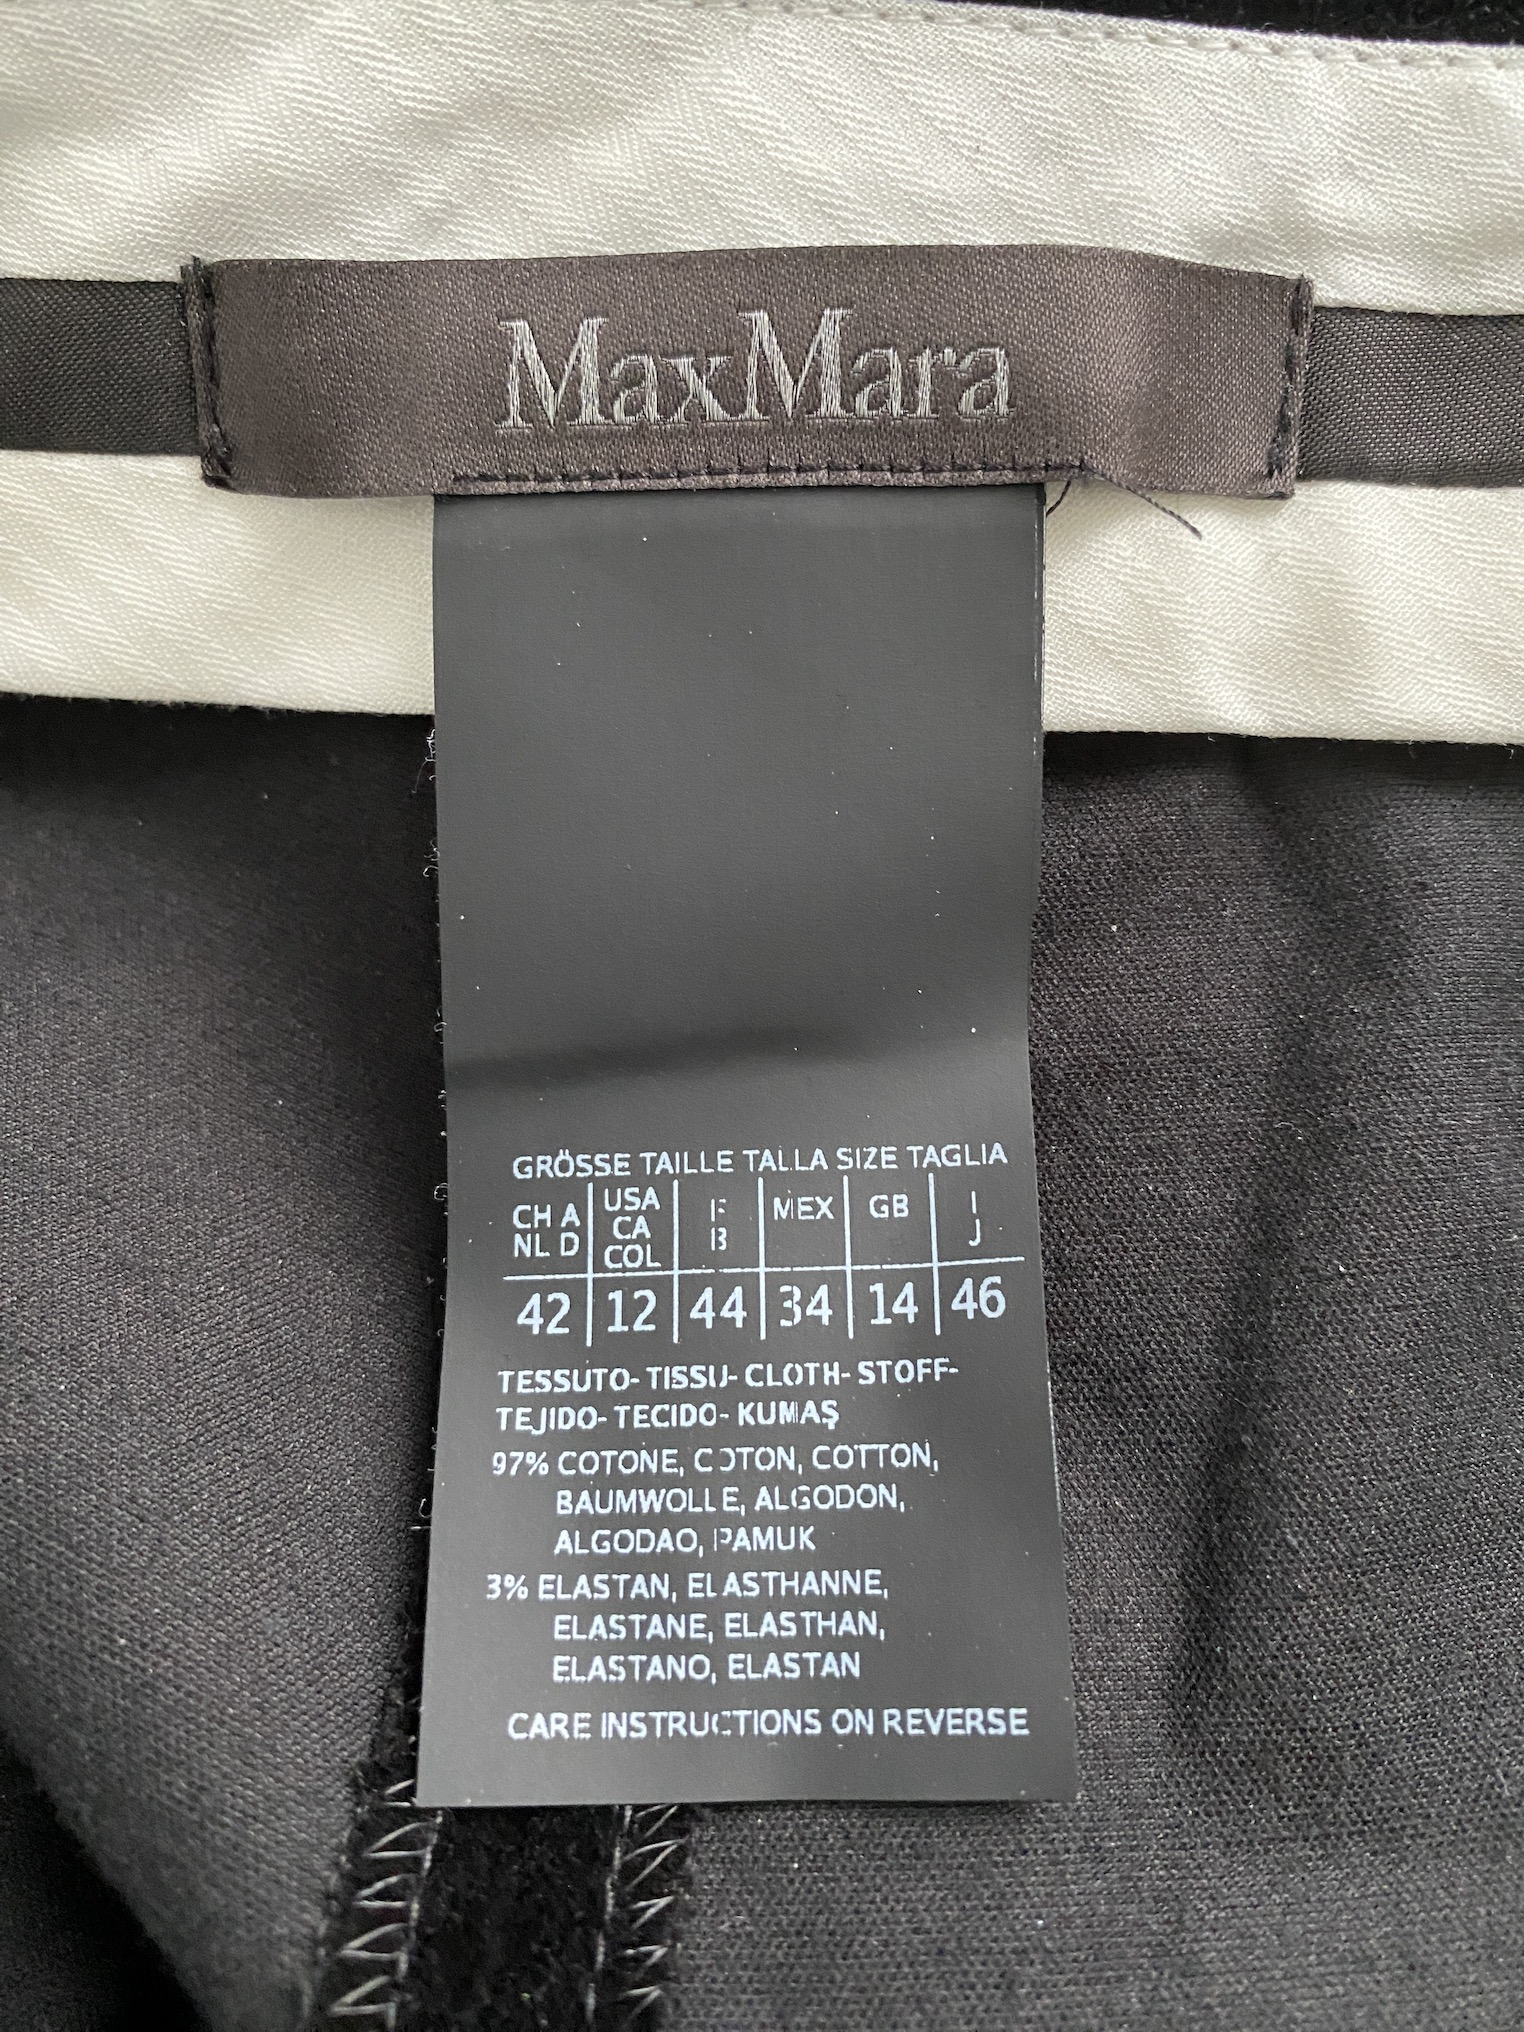 MaxMara
GRÖSSE TAILLE TALLA SIZE TAGLIA
CH A NL D | USA CA COL | F B | MEX | GB | I J
42 | 12 | 44 | 34 | 14 | 46
TESSUTO- TISSU- CLOTH- STOFF-
TEJIDO- TECIDO- KUMAŞ
97% COTONE, COTON, COTTON,
BAUMWOLLE, ALGODON,
ALGODAO, PAMUK
3% ELASTAN, ELASTHANNE,
ELASTANE, ELASTHAN,
ELASTANO, ELASTAN
CARE INSTRUCTIONS ON REVERSE